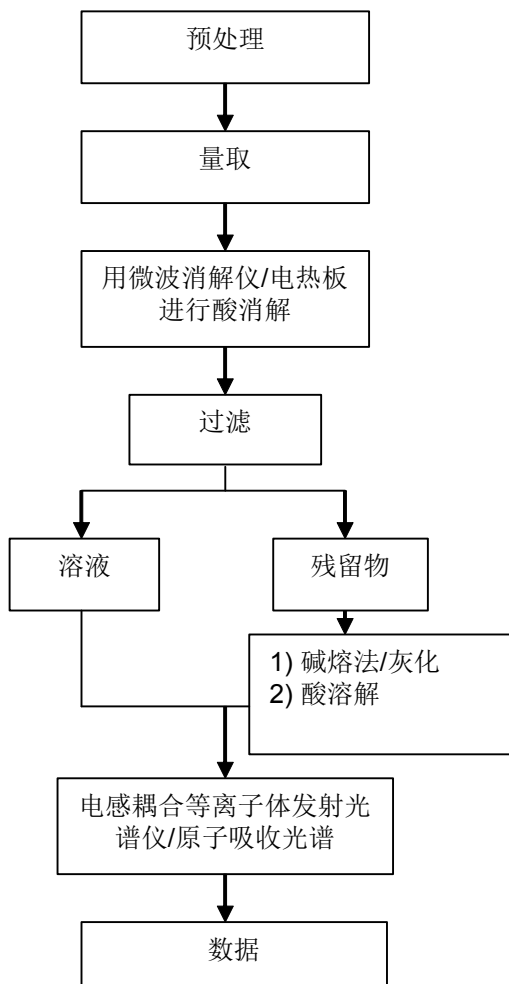 预处理
量取
用微波消解仪/电热板
进行酸消解
过滤
溶液
残留物
1) 碱熔法/灰化
2) 酸溶解
电感耦合等离子体发射光
谱仪/原子吸收光谱
数据